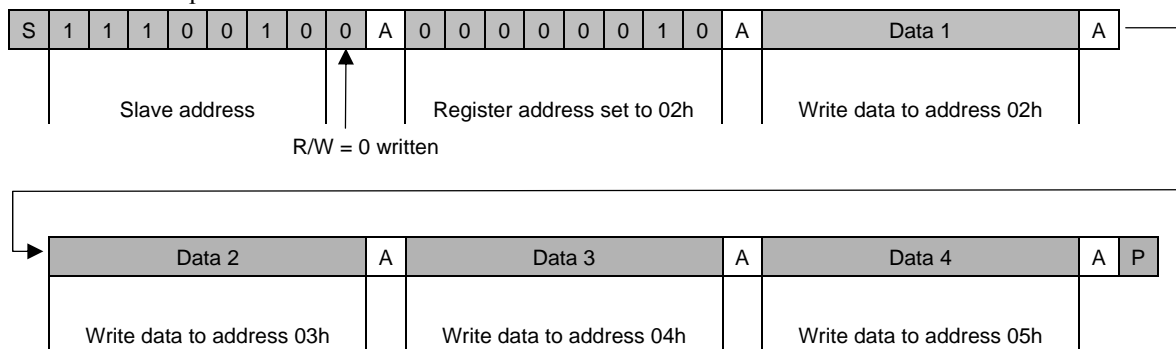 S 1 1 1 0 0 1 0 0 A 0 0 0 0 0 0 1 0 A Data 1 A
Slave address Register address set to 02h Write data to address 02h
R/W = 0 written
Data 2 A Data 3 A Data 4 A P
Write data to address 03h Write data to address 04h Write data to address 05h